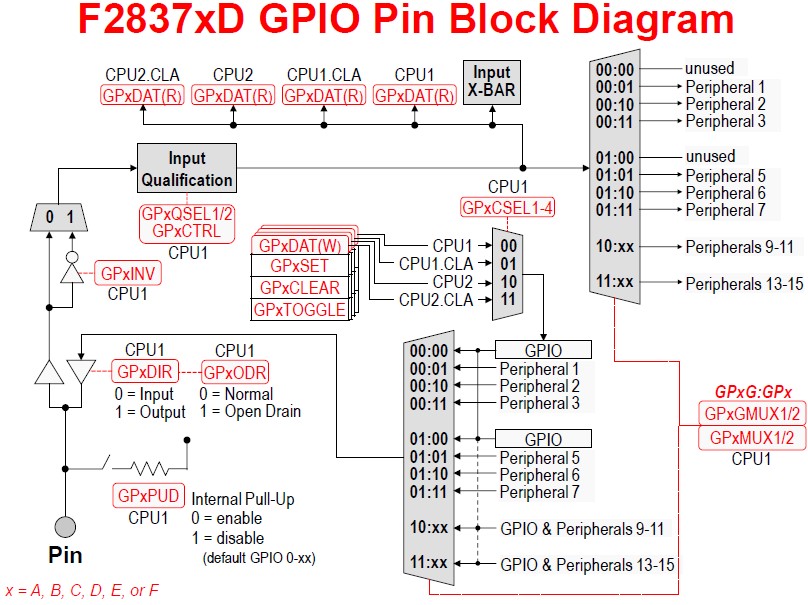 F2837xD GPIO Pin Block Diagram
CPU2.CLA
GPxDAT(R)
CPU2
GPxDAT(R)
CPU1.CLA
GPxDAT(R)
CPU1
GPxDAT(R)
Input
X-BAR
00:00
unused
00:01
Peripheral 1
00:10
Peripheral 2
00:11
Peripheral 3
01:00
unused
01:01
Peripheral 5
01:10
Peripheral 6
01:11
Peripheral 7
10:xx
Peripherals 9-11
11:xx
Peripherals 13-15
Input
Qualification
GPxQSEL1/2
GPxCTRL
CPU1
0 1
GPxINV
CPU1
CPU1
GPxCSEL1-4
GPxDAT(W)
GPxSET
GPxCLEAR
GPxTOGGLE
CPU1
00
CPU1.CLA
01
CPU2
10
CPU2.CLA
11
CPU1
GPxDIR
0 = Input
1 = Output
CPU1
GPxODR
0 = Normal
1 = Open Drain
00:00
GPIO
00:01
Peripheral 1
00:10
Peripheral 2
00:11
Peripheral 3
01:00
GPIO
01:01
Peripheral 5
01:10
Peripheral 6
01:11
Peripheral 7
10:xx
GPIO & Peripherals 9-11
11:xx
GPIO & Peripherals 13-15
GPxG:GPx
GPxGMUX1/2
GPxMUX1/2
CPU1
GPxPUD
CPU1
Internal Pull-Up
0 = enable
1 = disable
(default GPIO 0-xx)
Pin
x = A, B, C, D, E, or F